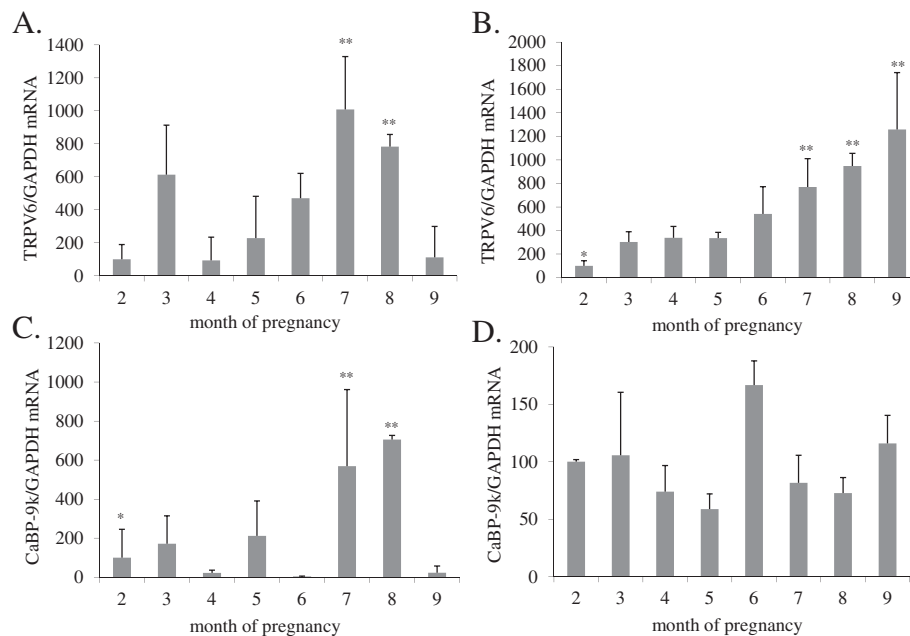 A.
TRPV6/GAPDH mRNA
1400
1200
1000
800
600
400
200
0
**
**
2 3 4 5 6 7 8 9
month of pregnancy
B.
TRPV6/GAPDH mRNA
2000
1800
1600
1400
1200
1000
800
600
400
200
0
*
**
**
**
2 3 4 5 6 7 8 9
month of pregnancy
C.
CaBP-9k/GAPDH mRNA
1200
1000
800
600
400
200
0
*
**
**
2 3 4 5 6 7 8 9
month of pregnancy
D.
CaBP-9k/GAPDH mRNA
200
150
100
50
0
2 3 4 5 6 7 8 9
month of pregnancy